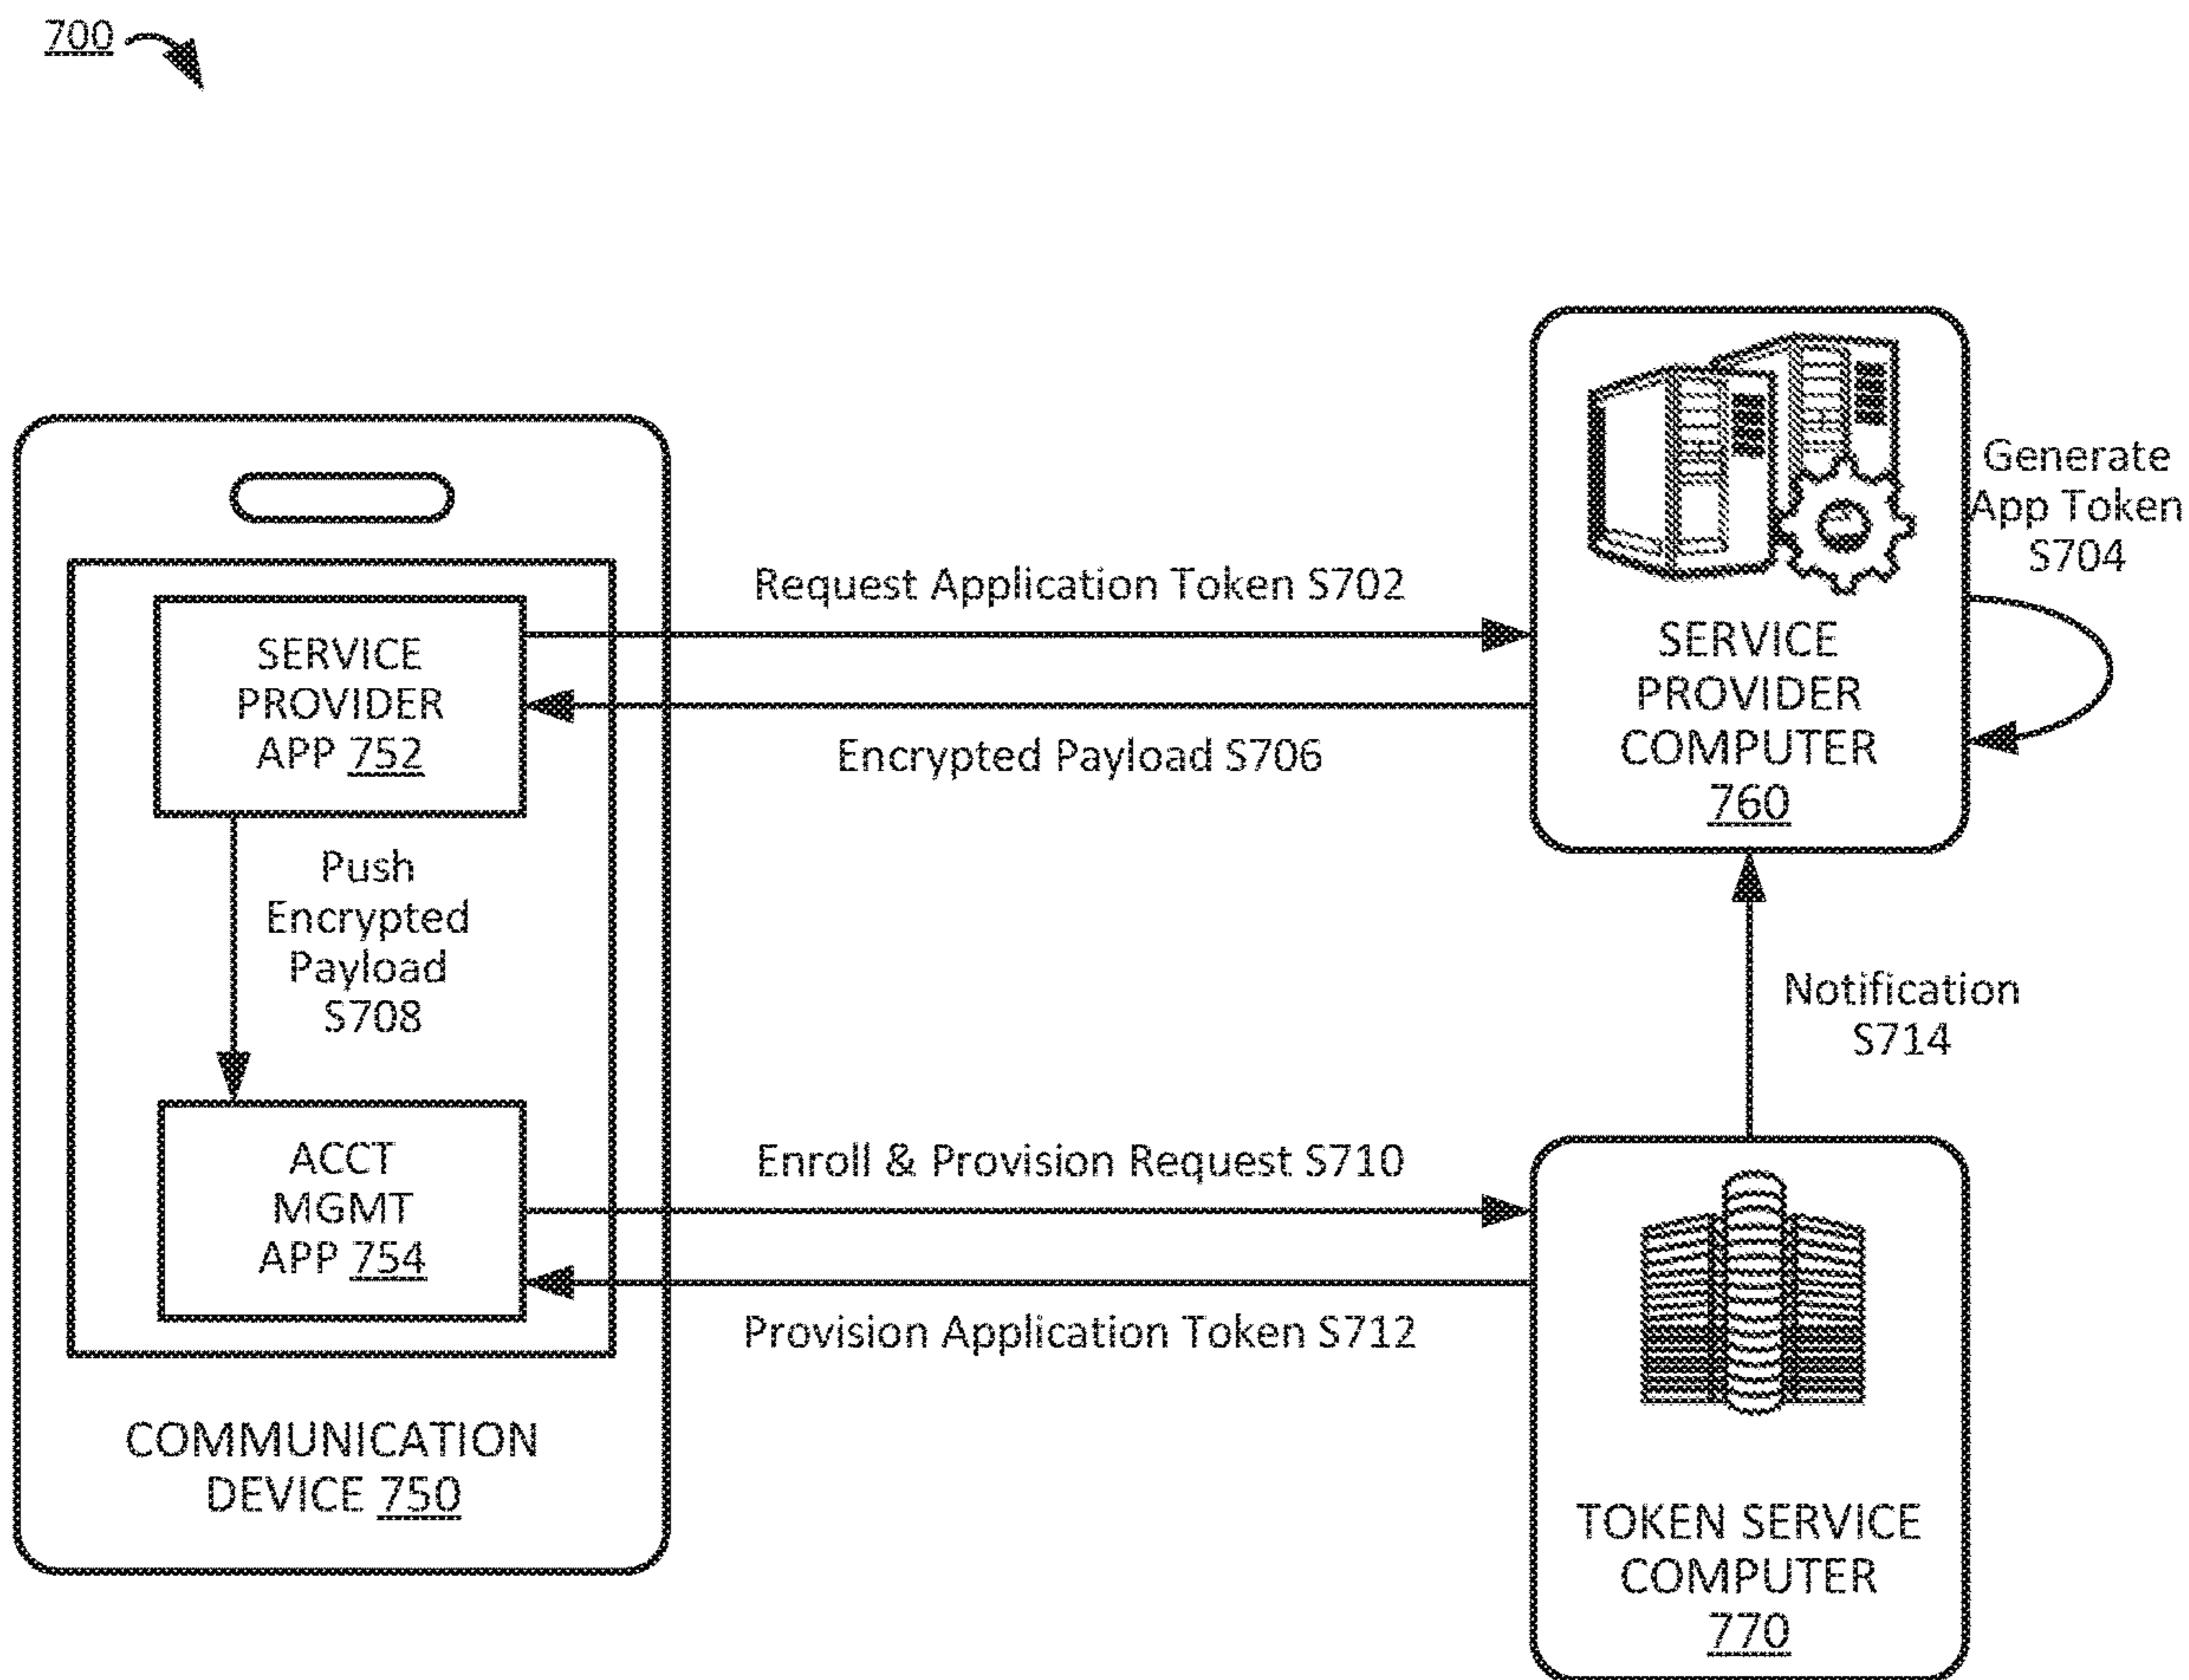 700
SERVICE
PROVIDER
APP 752
Push
Encrypted
Payload
S708
ACCT
MGMT
APP 754
COMMUNICATION
DEVICE 750
Request Application Token S702
Encrypted Payload S706
Enroll & Provision Request S710
Provision Application Token S712
SERVICE
PROVIDER
COMPUTER
760
Generate
App Token
S704
Notification
S714
TOKEN SERVICE
COMPUTER
770